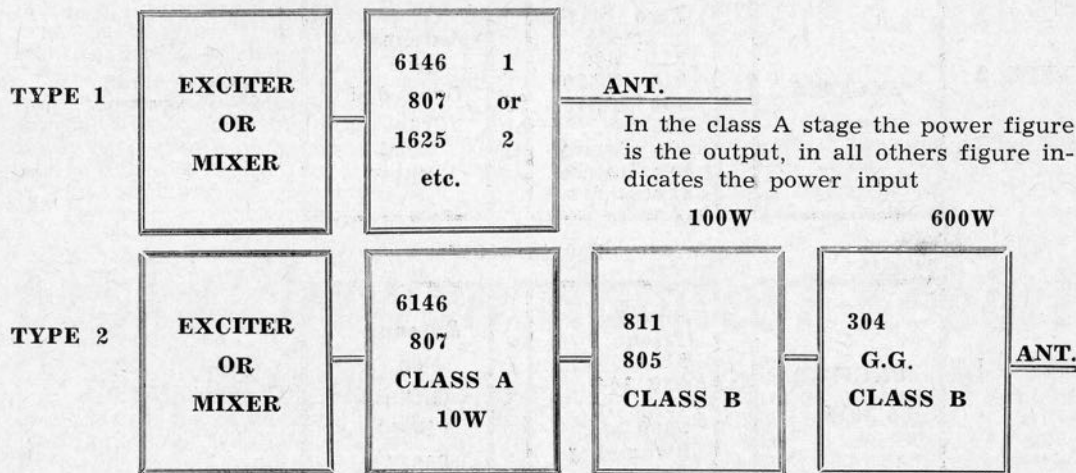 TYPE 1
EXCITER
OR
MIXER
6146 1
807 or
1625 2
etc.
ANT.
In the class A stage the power figure
is the output, in all others figure in-
dicates the power input
100W 600W
TYPE 2
EXCITER
OR
MIXER
6146
807
CLASS A
10W
811
805
CLASS B
304
G.G.
CLASS B
ANT.